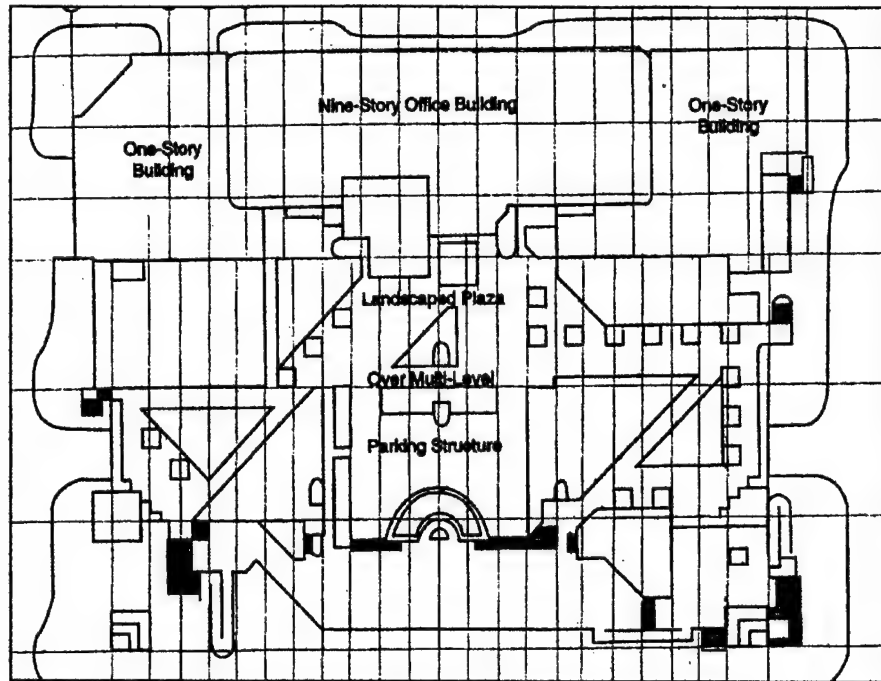 Nine-Story Office Building
One-Story
Building
One-Story
Building
Landscaped Plaza
Over Multi-Level
Parking Structure